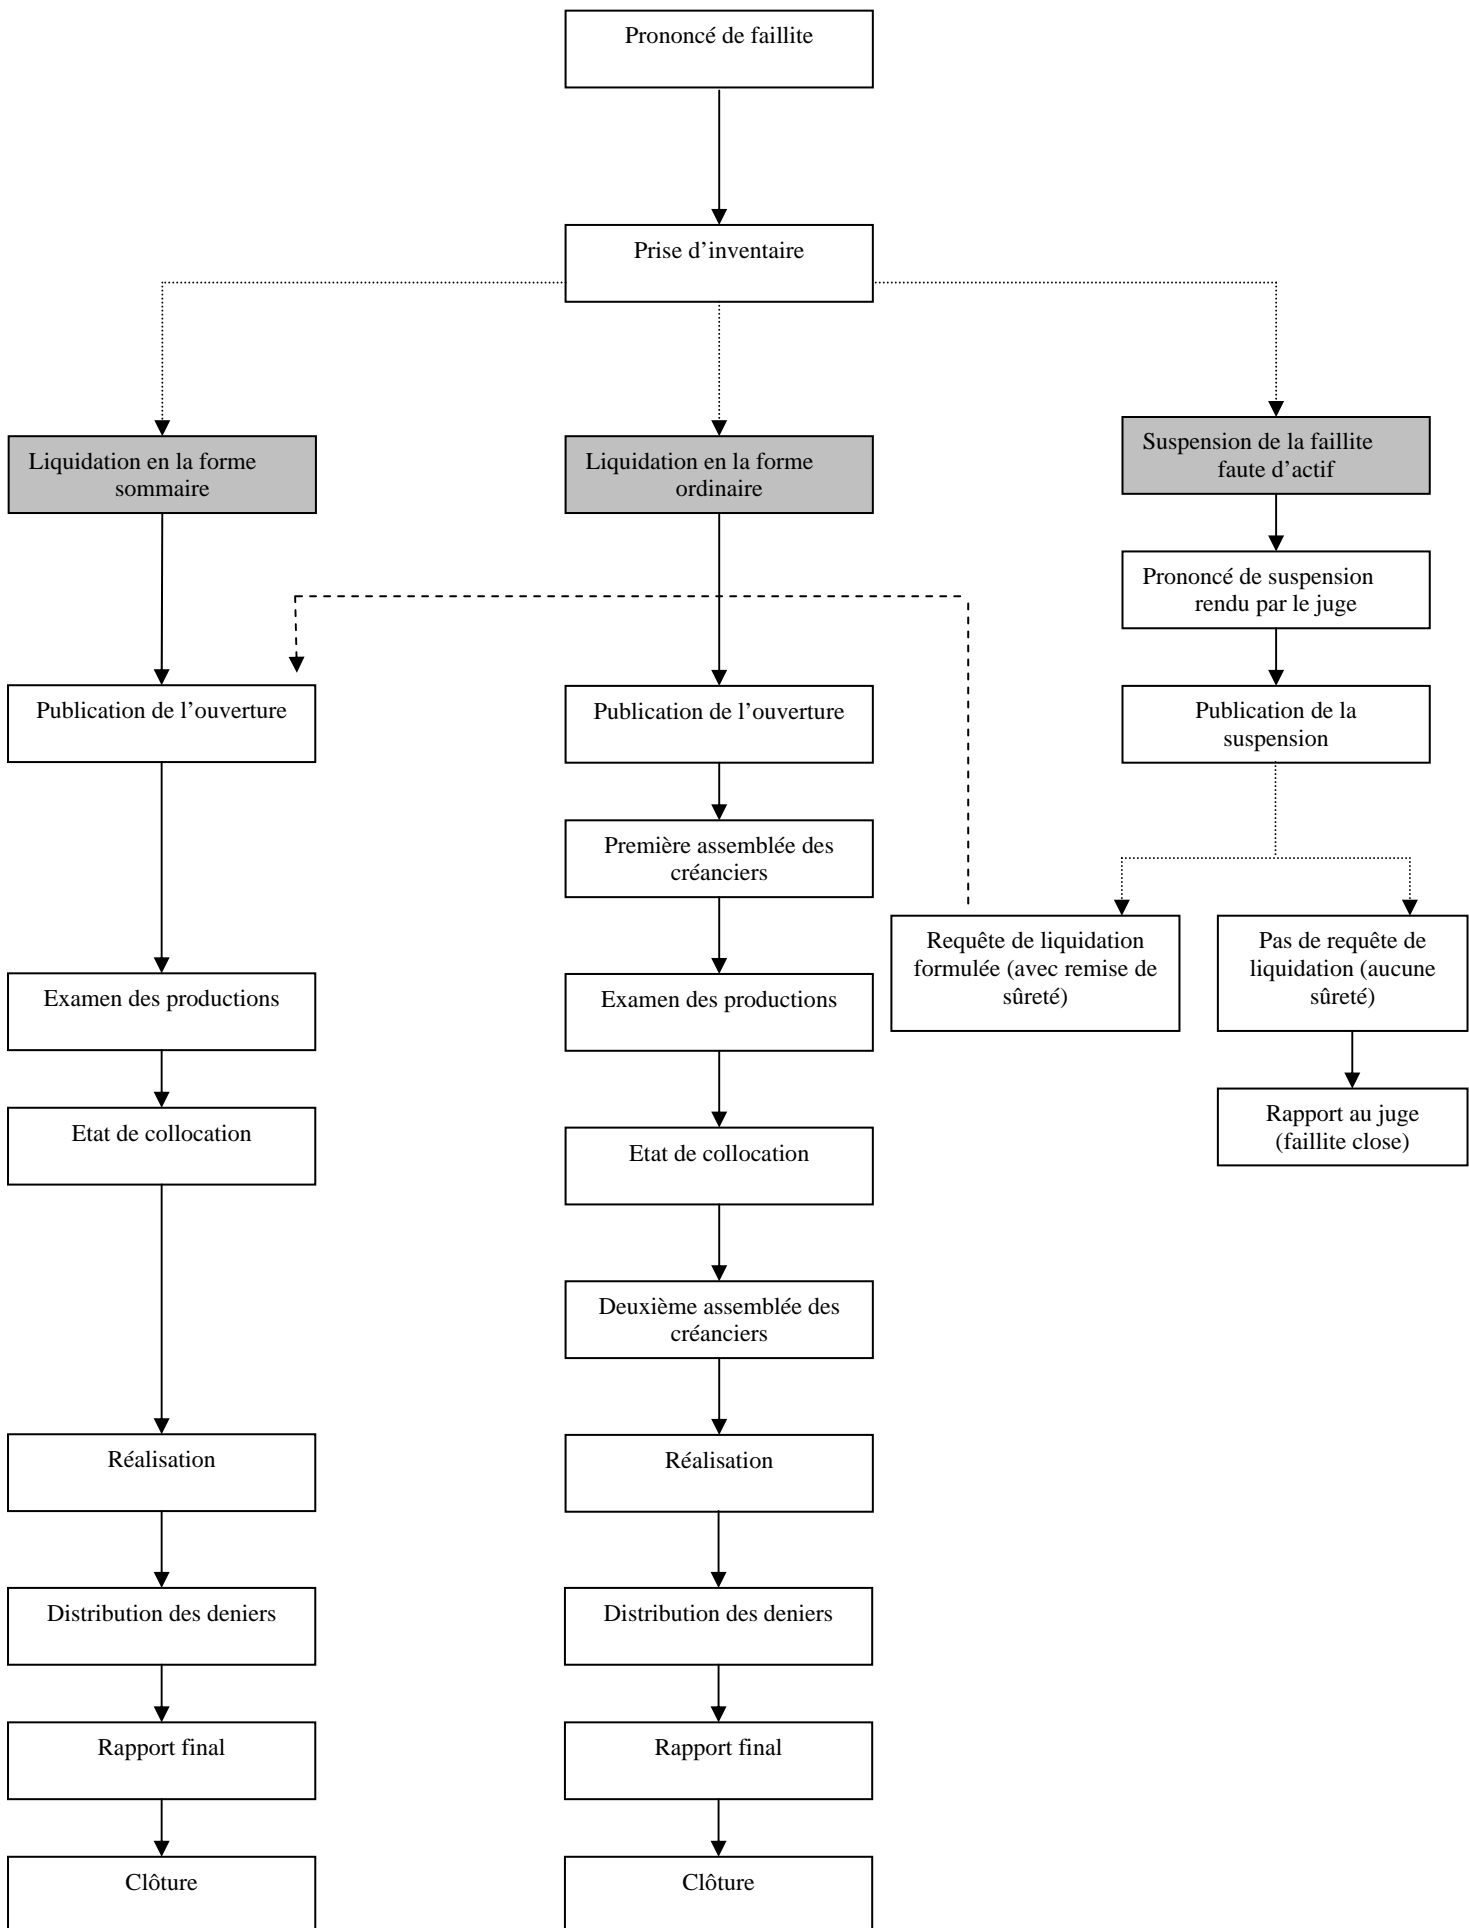 Prononcé de faillite
Prise d’inventaire
Liquidation en la forme
sommaire
Liquidation en la forme
ordinaire
Suspension de la faillite
faute d’actif
Prononcé de suspension
rendu par le juge
Publication de l’ouverture
Publication de l’ouverture
Publication de la
suspension
Première assemblée des
créanciers
Requête de liquidation
formulée (avec remise de
sûreté)
Pas de requête de
liquidation (aucune
sûreté)
Examen des productions
Examen des productions
Etat de collocation
Etat de collocation
Rapport au juge
(faillite close)
Deuxième assemblée des
créanciers
Réalisation
Réalisation
Distribution des deniers
Distribution des deniers
Rapport final
Rapport final
Clôture
Clôture